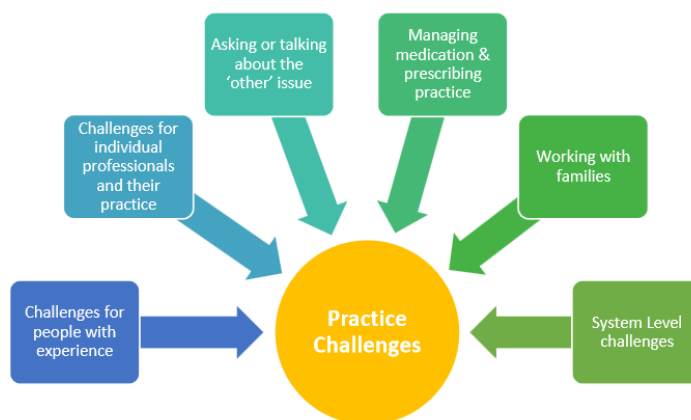 Asking or talking
about the
'other' issue
Managing
medication &
prescribing
practice
Challenges for
individual
professionals
and their
practice
Working with
families
Challenges for
people with
experience
Practice
Challenges
System Level
challenges